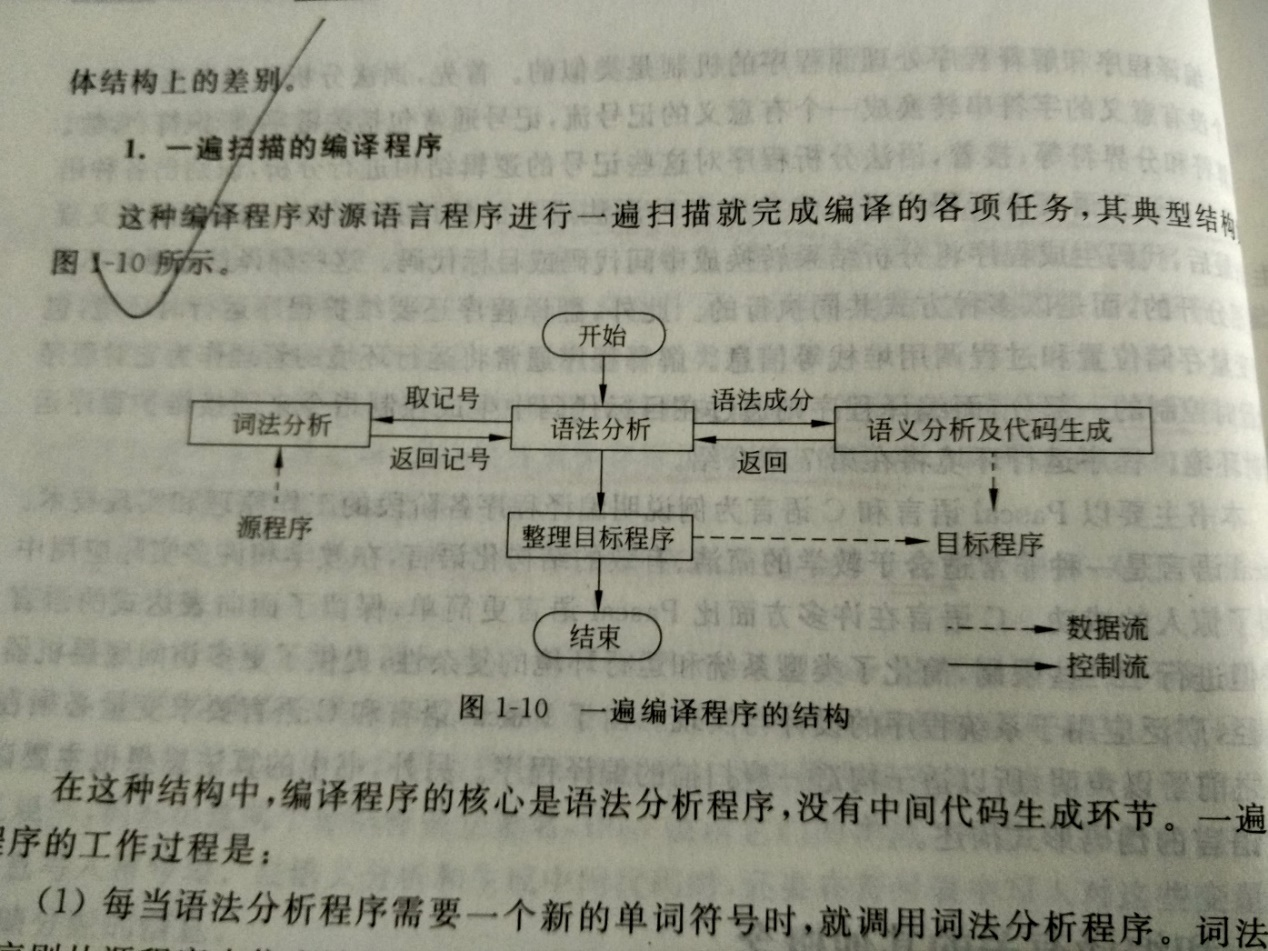 体结构上的差别。
1. 一遍扫描的编译程序
这种编译程序对源语言程序进行一遍扫描就完成编译的各项任务，其典型结构
图 1-10 所示。
开始
取记号
语法成分
词法分析
语法分析
语义分析及代码生成
返回记号
返回
源程序
整理目标程序
目标程序
结束
数据流
控制流
图 1-10 一遍编译程序的结构
在这种结构中，编译程序的核心是语法分析程序，没有中间代码生成环节。一遍
程序的工作过程是：
(1) 每当语法分析程序需要一个新的单词符号时，就调用词法分析程序。词法